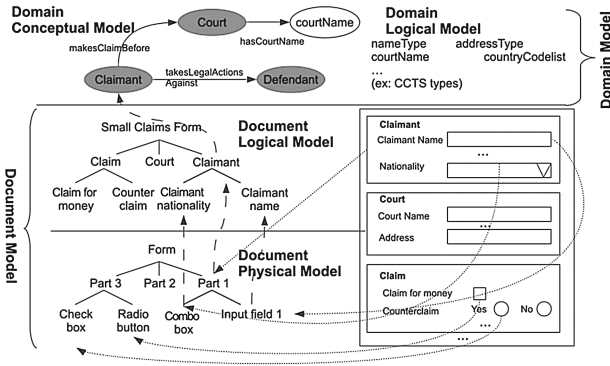 Domain
Conceptual Model
Court
courtName
makesClaimBefore
hasCourtName
Claimant
takesLegalActions
Against
Defendant
Domain
Logical Model
nameType addressType
courtName countryCodelist
...
(ex: CCTS types)
Domain Model
Document Model
Small Claims Form
Document
Logical Model
Claim Court Claimant
Claim for
money
Counter
claim
Claimant
nationality
Claimant
name
Form
Document
Physical Model
Part 3 Part 2 Part 1
Check
box
Radio
button
Combo
box
Input field 1
Claimant
Claimant Name
...
Nationality
Court
Court Name
...
Address
Claim
Claim for money
Counterclaim Yes No
...
...